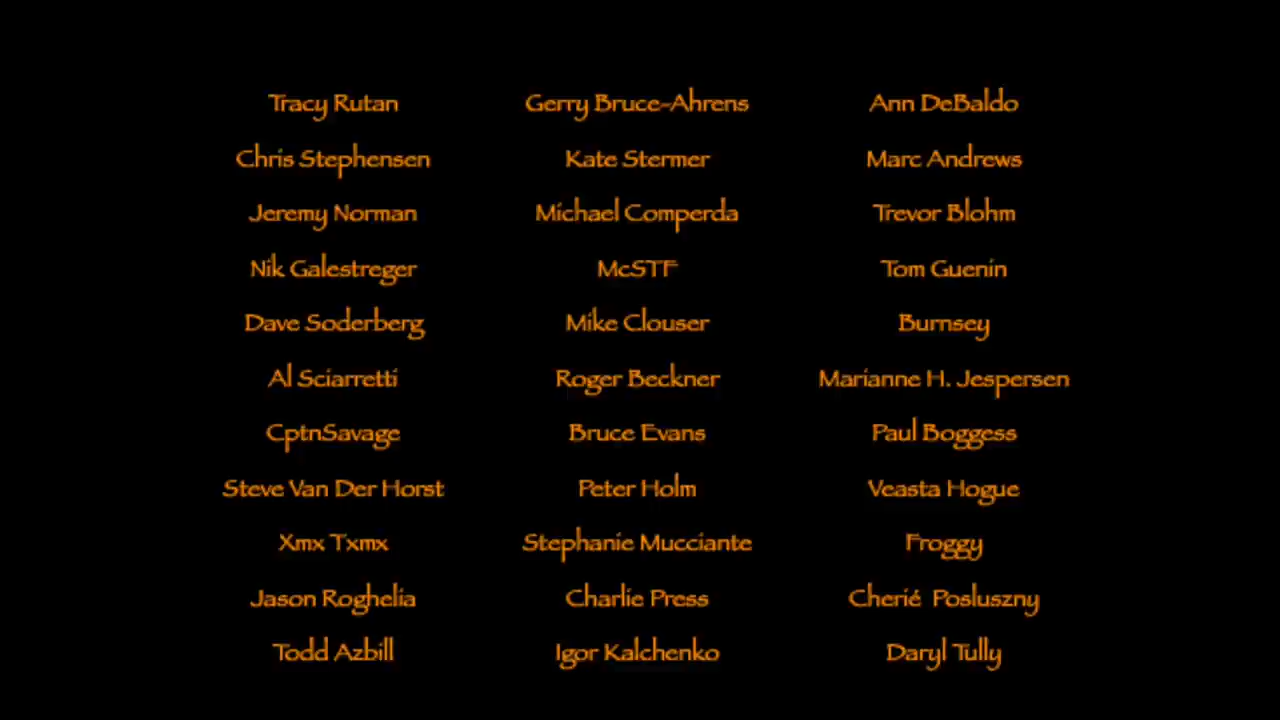 Tracy Rutan Gerry Bruce-Ahrens Ann DeBaldo
Chris Stephensen Kate Stermer Marc Andrews
Jeremy Norman Michael Comperda Trevor Blohm
Nik Galestreger McSTF Tom Guenin
Dave Soderberg Mike Clouser Burnsey
Al Sciarretti Roger Beckner Marianne H. Jespersen
CptnSavage Bruce Evans Paul Boggess
Steve Van Der Horst Peter Holm Veasta Hogue
Xmx Txmx Stephanie Mucciante Froggy
Jason Roghelia Charlie Press Cherié Posluszny
Todd Azbill Igor Kalchenko Daryl Tully